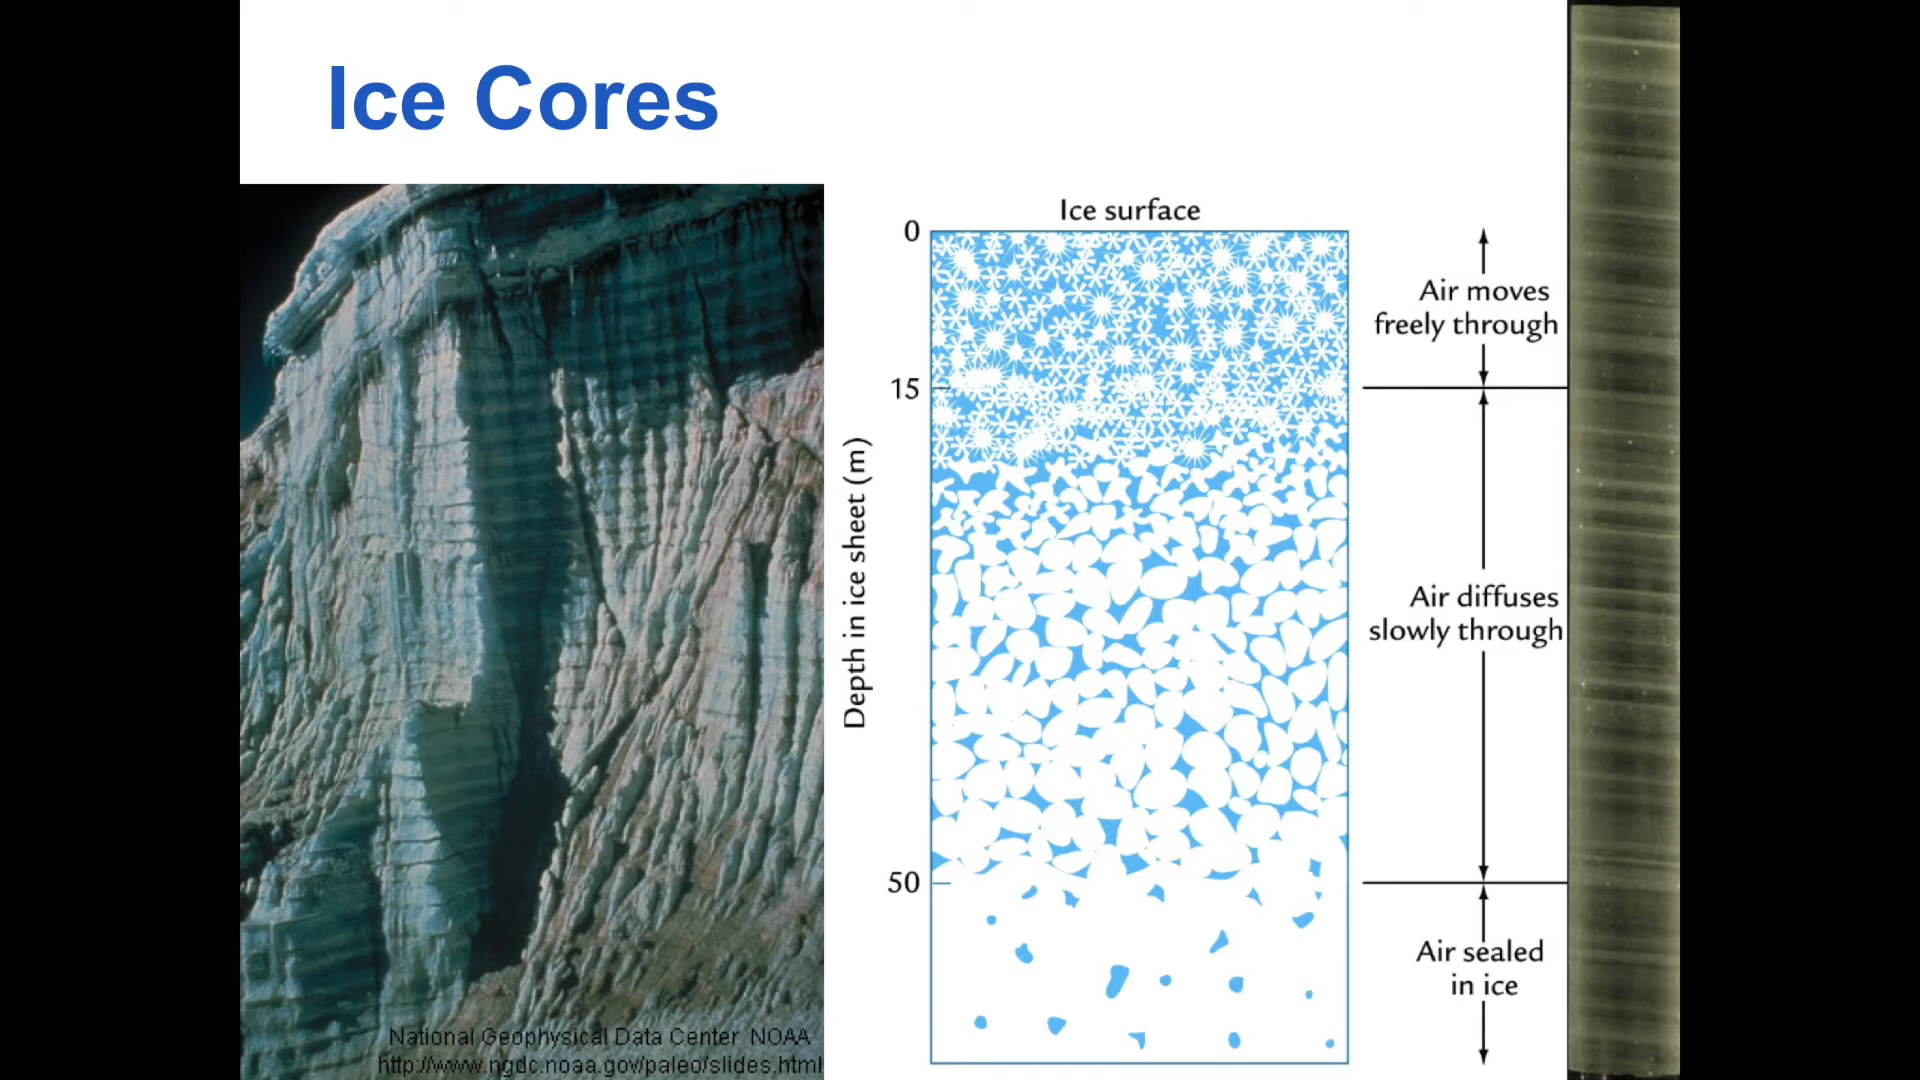 Ice Cores
Ice surface
0
15
50
Depth in ice sheet (m)
Air moves
freely through
Air diffuses
slowly through
Air sealed
in ice
National Geophysical Data Center NOAA
http://www.ngdc.noaa.gov/paleo/slides.html